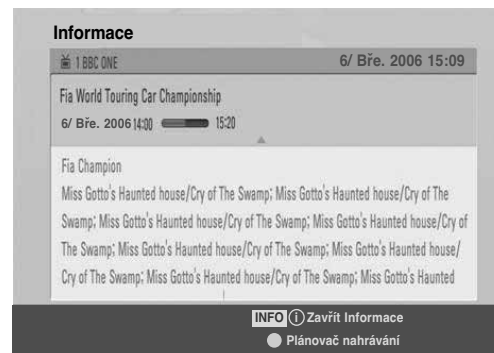 Informace
1 BBC ONE 6/ Bře. 2006 15:09
Fia World Touring Car Championship
6/ Bře. 2006 14:00 15:20
Fia Champion
Miss Gotto's Haunted house/Cry of The Swamp; Miss Gotto's Haunted house/Cry of The
Swamp; Miss Gotto's Haunted house/Cry of The Swamp; Miss Gotto's Haunted house/Cry of
The Swamp; Miss Gotto's Haunted house/Cry of The Swamp; Miss Gotto's Haunted house/
Cry of The Swamp; Miss Gotto's Haunted house/Cry of The Swamp; Miss Gotto's Haunted
INFO i Zavřít Informace
Plánovač nahrávání